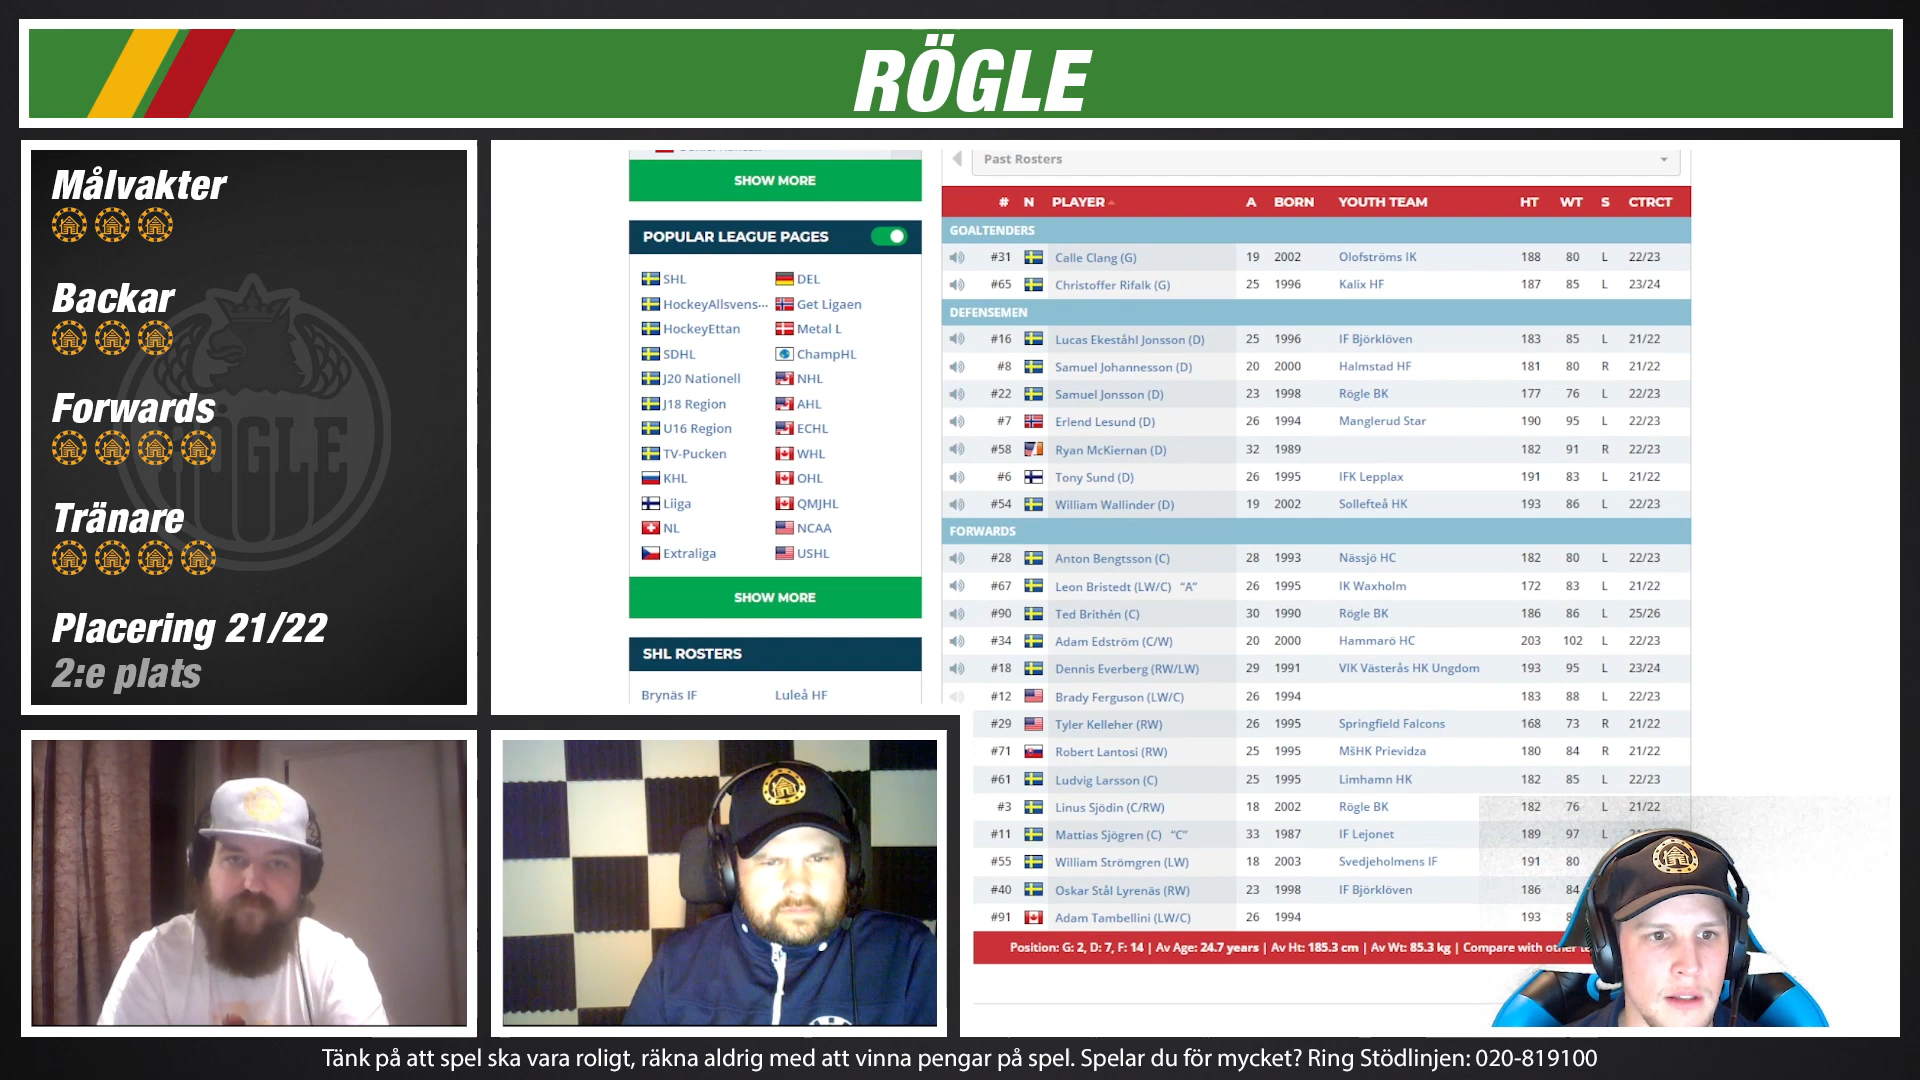 RÖGLE
Målvakter
Backar
Forwards
Tränare
Placering 21/22
2:e plats
RÖGLE
SHOW MORE
POPULAR LEAGUE PAGES
SHL DEL
HockeyAllsvens... Get Ligaen
HockeyEttan Metal L
SDHL ChampHL
J20 Nationell NHL
J18 Region AHL
U16 Region ECHL
TV-Pucken WHL
KHL OHL
Liiga QMJHL
NL NCAA
Extraliga USHL
SHOW MORE
SHL ROSTERS
Brynäs IF Luleå HF
Past Rosters
# N PLAYER A BORN YOUTH TEAM HT WT S CTRCT
GOALTENDERS
#31 Calle Clang (G) 19 2002 Olofströms IK 188 80 L 22/23
#65 Christoffer Rifalk (G) 25 1996 Kalix HF 187 85 L 23/24
DEFENSEMEN
#16 Lucas Ekeståhl Jonsson (D) 25 1996 IF Björklöven 183 85 L 21/22
#8 Samuel Johannesson (D) 20 2000 Halmstad HF 181 80 R 21/22
#22 Samuel Jonsson (D) 23 1998 Rögle BK 177 76 L 22/23
#7 Erlend Lesund (D) 26 1994 Manglerud Star 190 95 L 22/23
#58 Ryan McKiernan (D) 32 1989 182 91 R 22/23
#6 Tony Sund (D) 26 1995 IFK Lepplax 191 83 L 21/22
#54 William Wallinder (D) 19 2002 Sollefteå HK 193 86 L 22/23
FORWARDS
#28 Anton Bengtsson (C) 28 1993 Nässjö HC 182 80 L 22/23
#67 Leon Bristedt (LW/C) “A” 26 1995 IK Waxholm 172 83 L 21/22
#90 Ted Brithén (C) 30 1990 Rögle BK 186 86 L 25/26
#34 Adam Edström (C/W) 20 2000 Hammarö HC 203 102 L 22/23
#18 Dennis Everberg (RW/LW) 29 1991 VIK Västerås HK Ungdom 193 95 L 23/24
#12 Brady Ferguson (LW/C) 26 1994 183 88 L 22/23
#29 Tyler Kelleher (RW) 26 1995 Springfield Falcons 168 73 R 21/22
#71 Robert Lantosi (RW) 25 1995 MšHK Prievidza 180 84 R 21/22
#61 Ludvig Larsson (C) 25 1995 Limhamn HK 182 85 L 22/23
#3 Linus Sjödin (C/RW) 18 2002 Rögle BK 182 76 L 21/22
#11 Mattias Sjögren (C) “C” 33 1987 IF Lejonet 189 97 L
#55 William Strömgren (LW) 18 2003 Svedjeholmens IF 191 80
#40 Oskar Stål Lyrenäs (RW) 23 1998 IF Björklöven 186 84
#91 Adam Tambellini (LW/C) 26 1994 193
Position: G: 2, D: 7, F: 14 | Av Age: 24.7 years | Av Ht: 185.3 cm | Av Wt: 85.3 kg | Compare with other
Tänk på att spel ska vara roligt, räkna aldrig med att vinna pengar på spel. Spelar du för mycket? Ring Stödlinjen: 020-819100